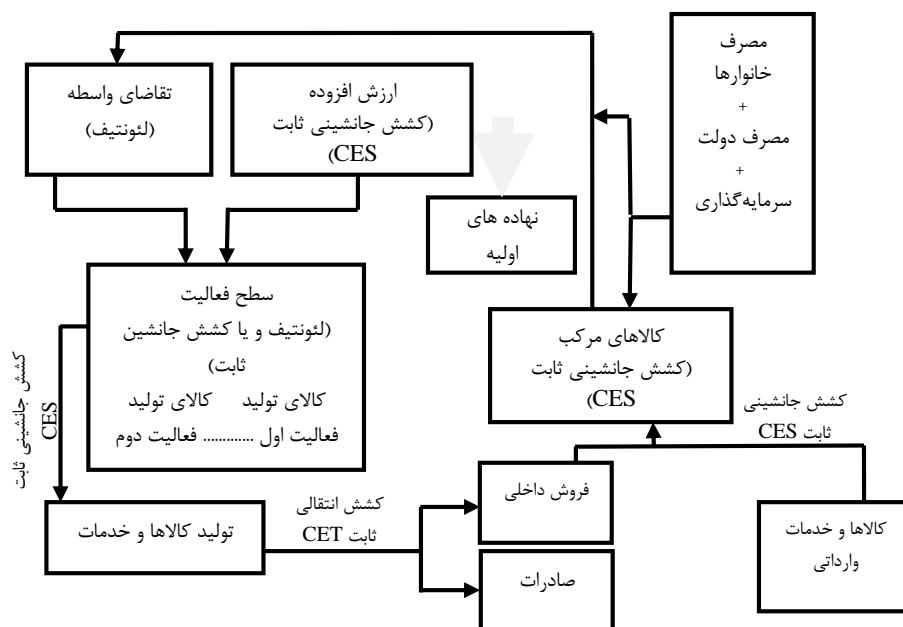 مصرف
خانوارها
+
مصرف دولت
+
سرمایه‌گذاری
ارزش افزوده
(کشش جانشینی ثابت
CES)
تقاضای واسطه
(لئونتیف)
نهاده های
اولیه
سطح فعالیت
(لئونتیف و یا کشش جانشین
ثابت)
کالای تولید کالای تولید
فعالیت اول ............ فعالیت دوم
کالاهای مرکب
(کشش جانشینی ثابت
CES)
کشش جانشینی
ثابت CES
کشش جانشینی ثابت
CES
فروش داخلی
کشش انتقالی
ثابت CET
تولید کالاها و خدمات
کالاها و خدمات
وارداتی
صادرات